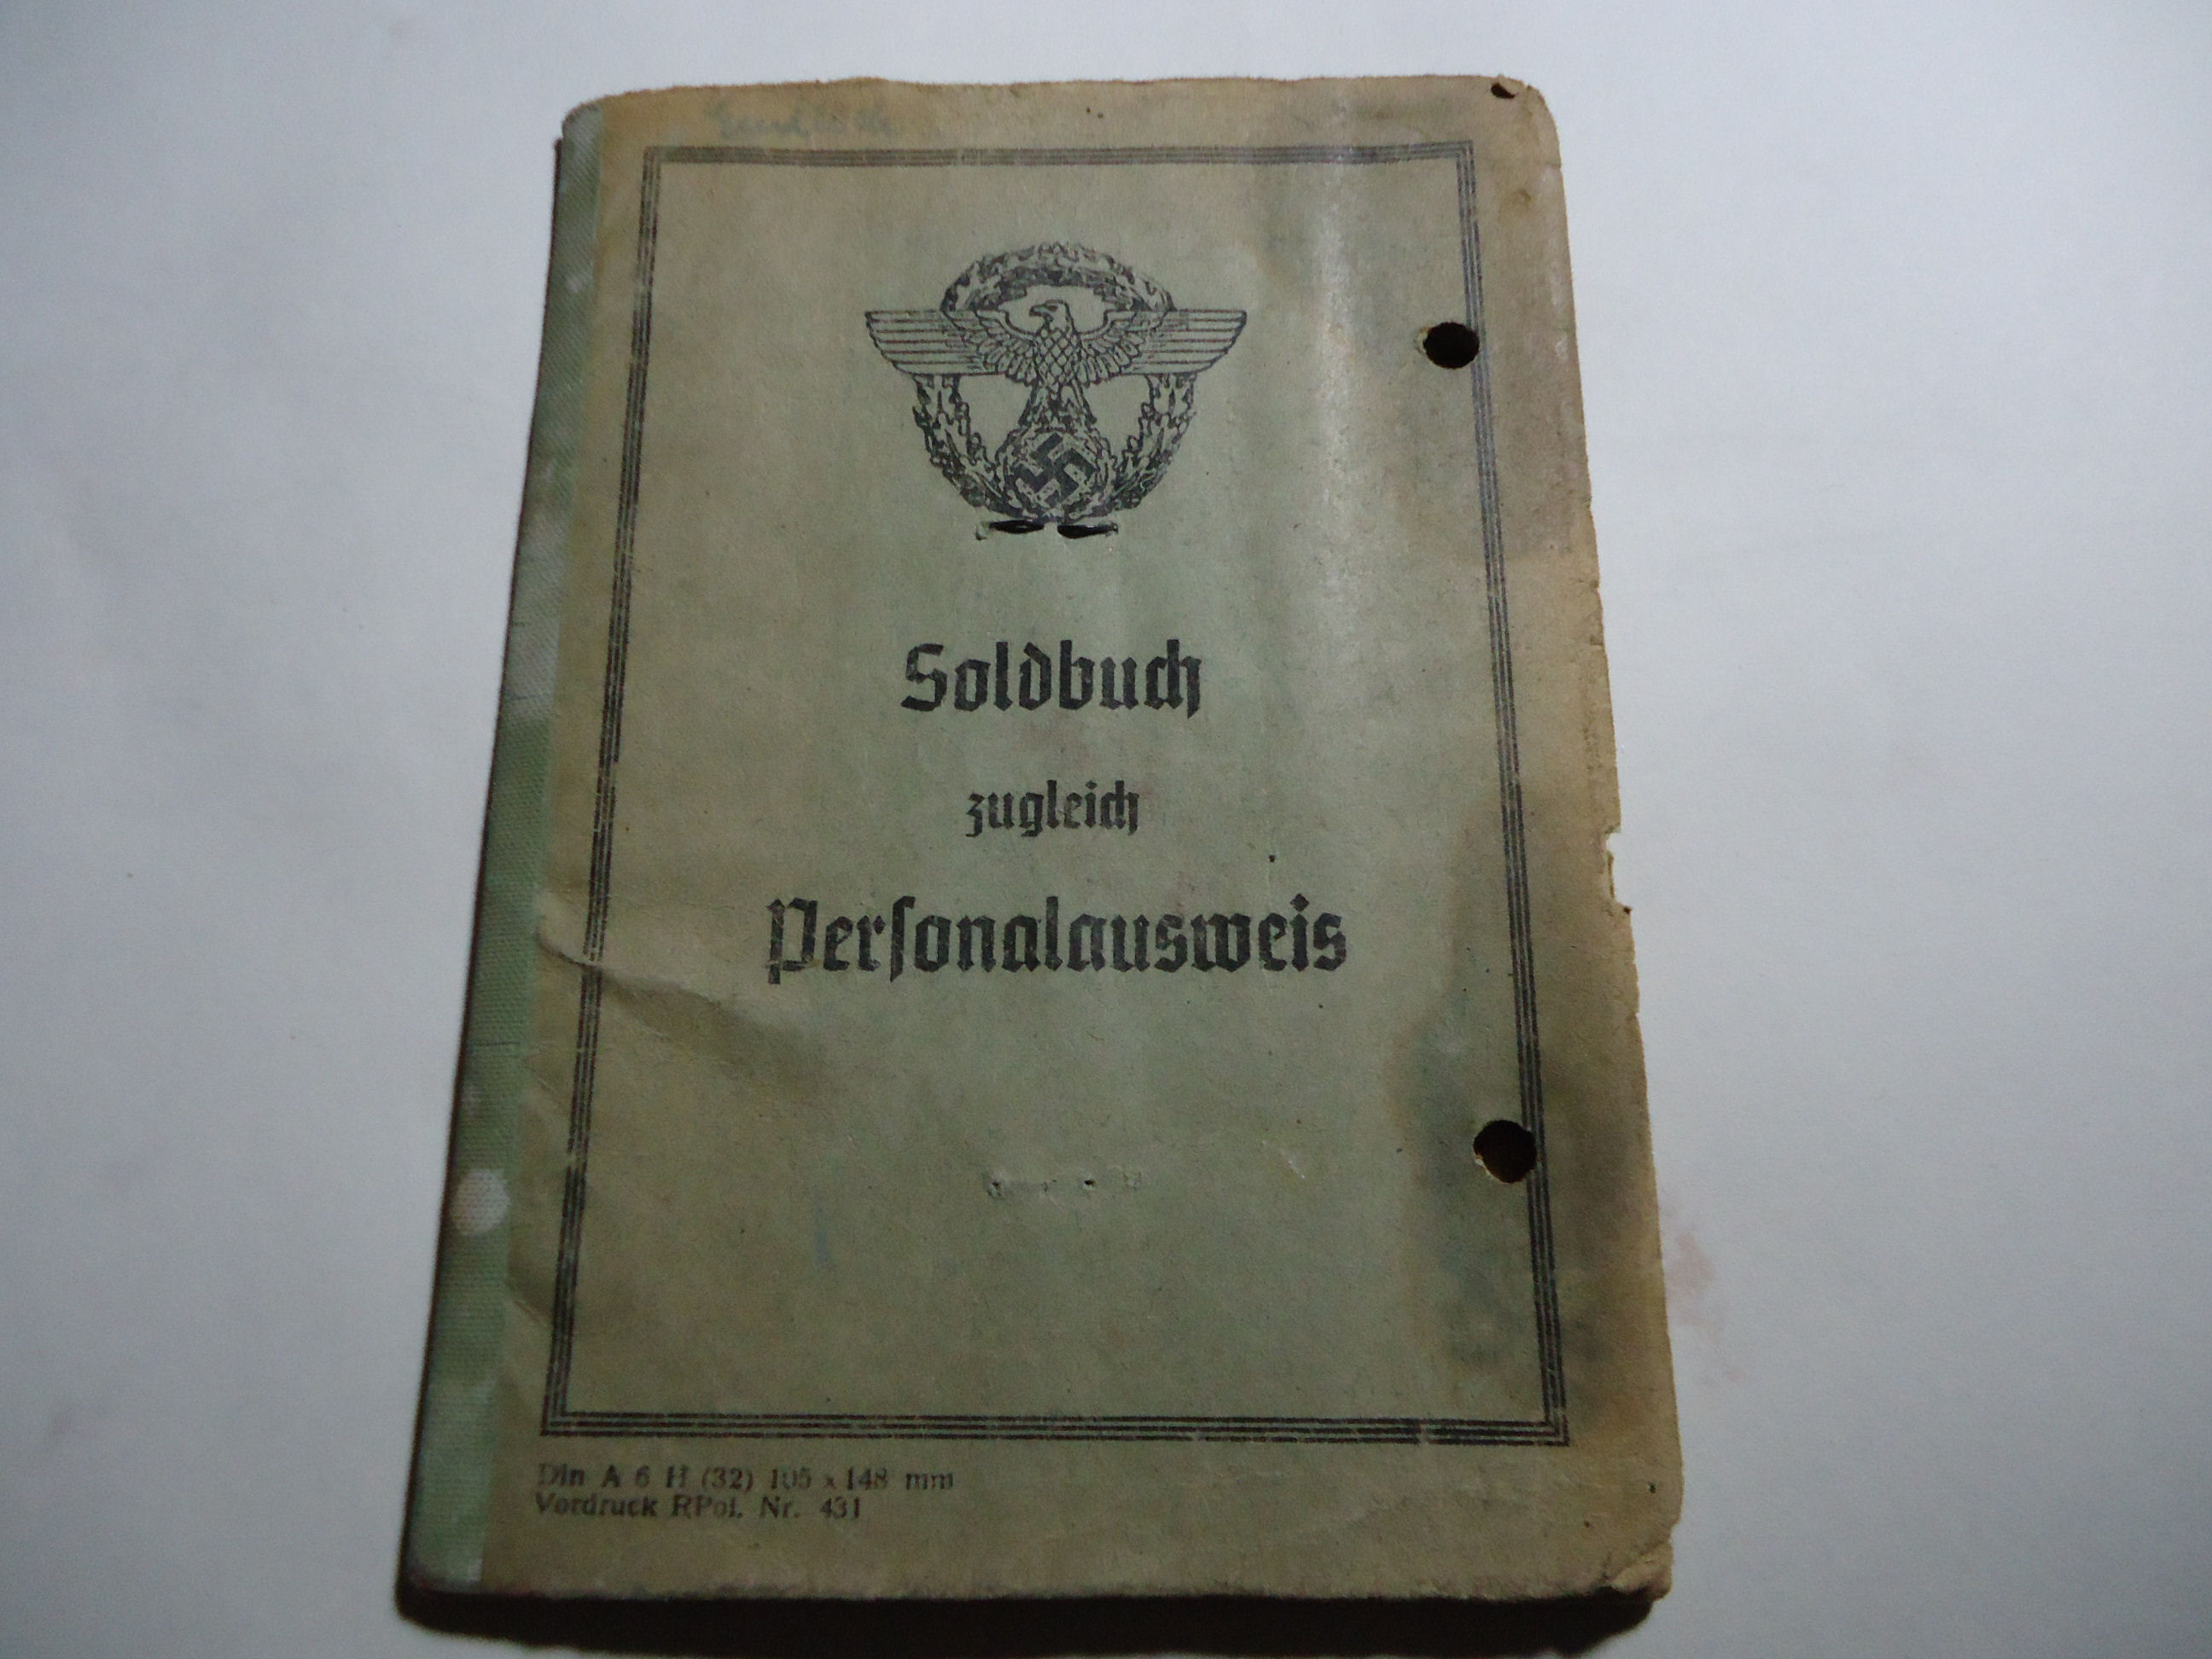 Soldbuch
zugleich
Personalausweis
Din A 6 H (32) 105 x 148 mm
Vordruck RPol. Nr. 431